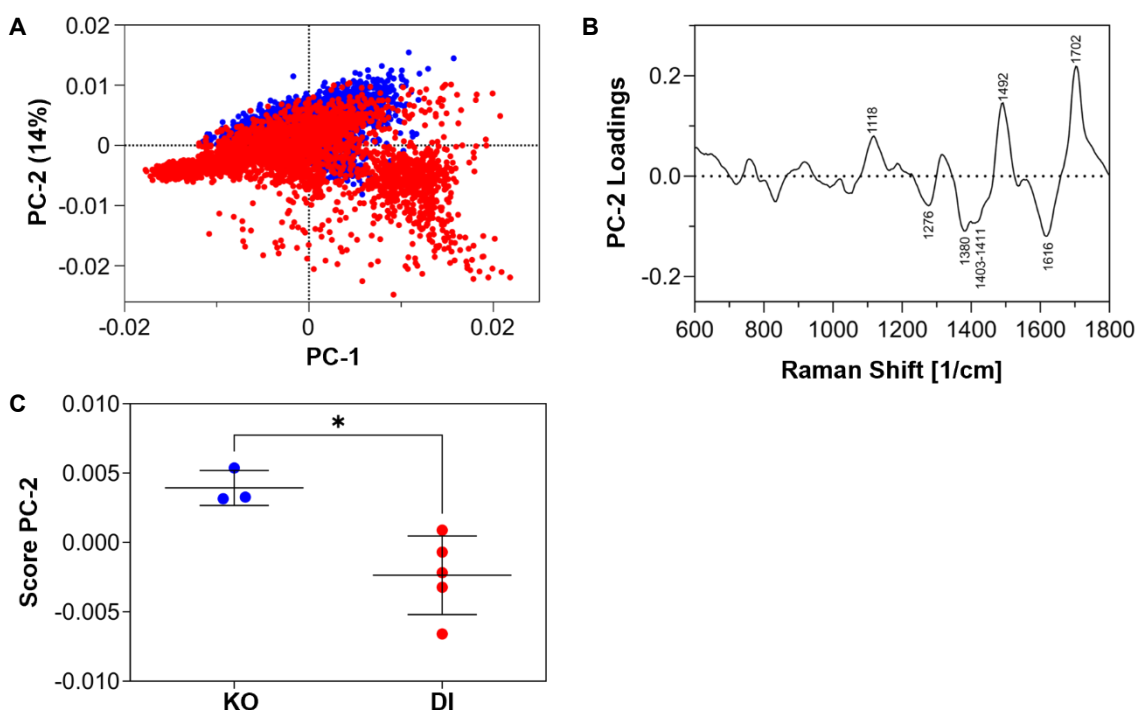 A
0.02
0.01
0
-0.01
-0.02
PC-2 (14%)
-0.02
0
0.02
PC-1
B
0.2
0.0
-0.2
PC-2 Loadings
1118
1276
1380
1403-1411
1492
1616
1702
600 800 1000 1200 1400 1600 1800
Raman Shift [1/cm]
C
0.010
0.005
0.000
-0.005
-0.010
Score PC-2
*
KO DI